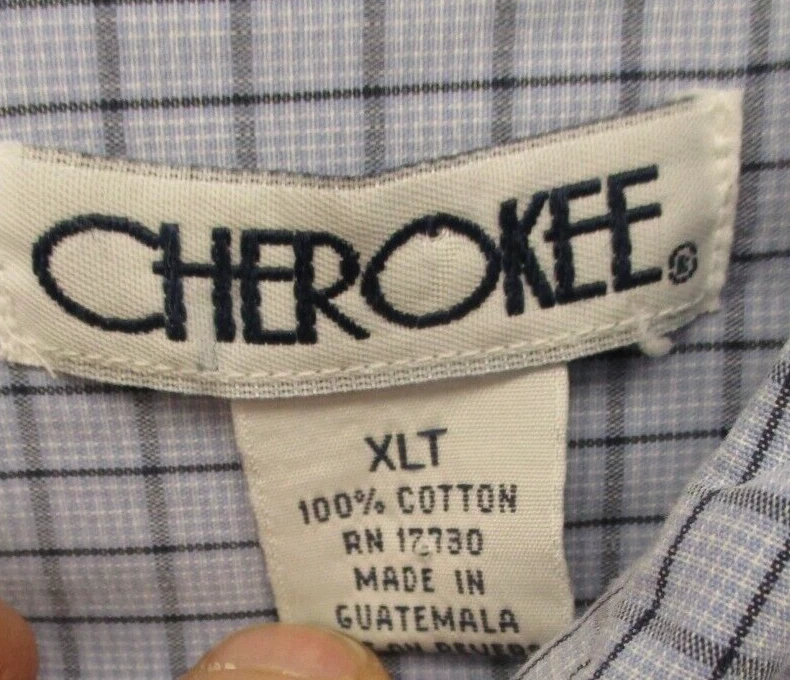 CHEROKEE®
XLT
100% COTTON
RN 17730
MADE IN
GUATEMALA